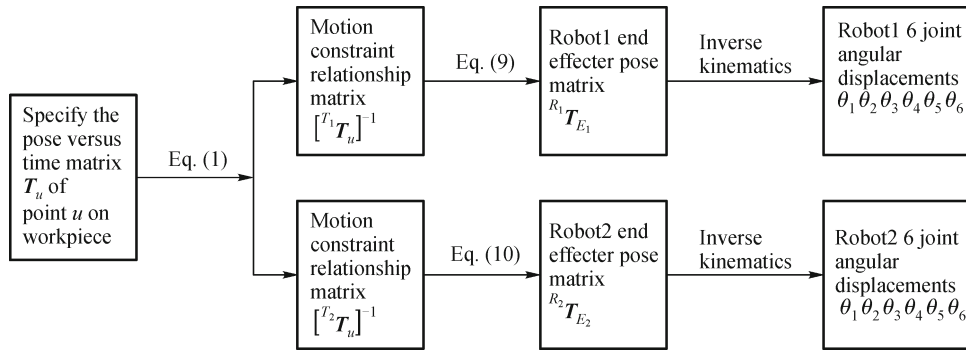 Specify the
pose versus
time matrix
T_u of
point u on
workpiece
Eq. (1)
Motion
constraint
relationship
matrix
[^{T_1}T_u]^{-1}
Eq. (9)
Robot1 end
effecter pose
matrix
^{R_1}T_{E_1}
Inverse
kinematics
Robot1 6 joint
angular
displacements
θ_1 θ_2 θ_3 θ_4 θ_5 θ_6
Motion
constraint
relationship
matrix
[^{T_2}T_u]^{-1}
Eq. (10)
Robot2 end
effecter pose
matrix
^{R_2}T_{E_2}
Inverse
kinematics
Robot2 6 joint
angular
displacements
θ_1 θ_2 θ_3 θ_4 θ_5 θ_6